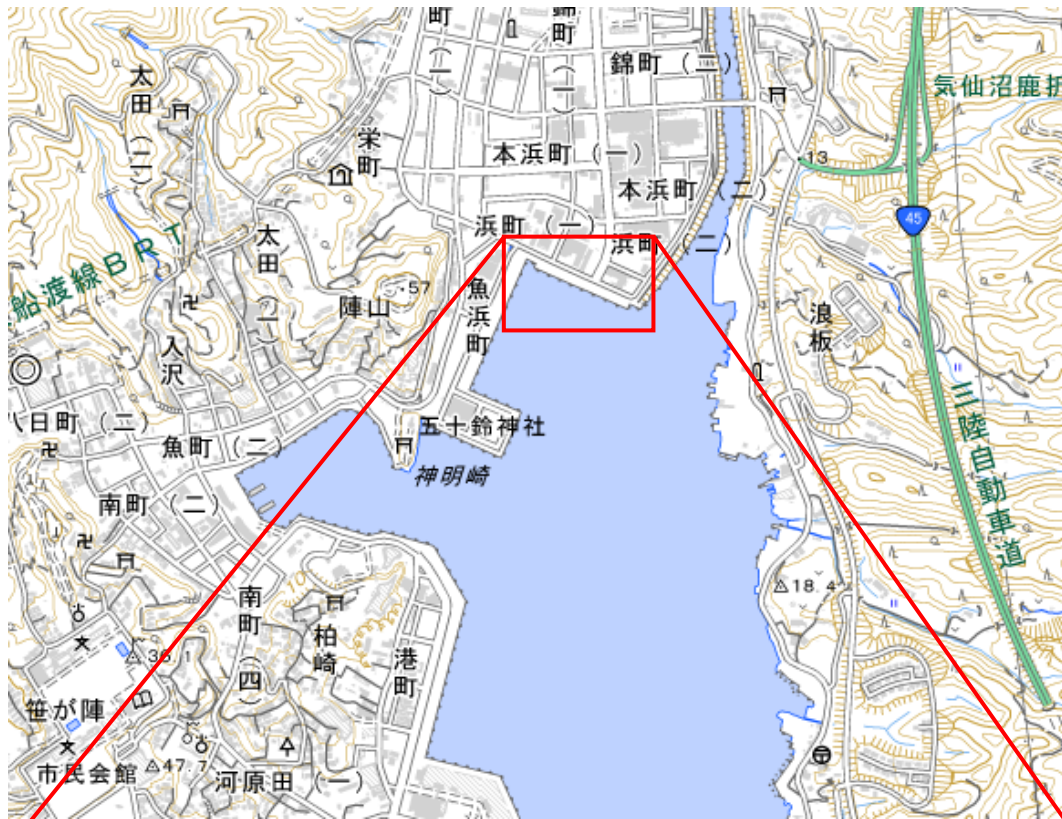 町(一)
錦町(一)
錦町(二)
気仙沼鹿折
太田(二)
栄町
本浜町(一)
13
本浜町(二)
45
船渡線BRT
太田(一)
浜町(一)
浜町(二)
57
陣山
魚浜町
浪板
入沢
八日町(二)
魚町(二)
五十鈴神社
神明崎
三陸自動車道
南町(二)
18.4
南町(四)
柏崎
36.1
港町
笹が陣
市民会館
47.7
河原田(一)